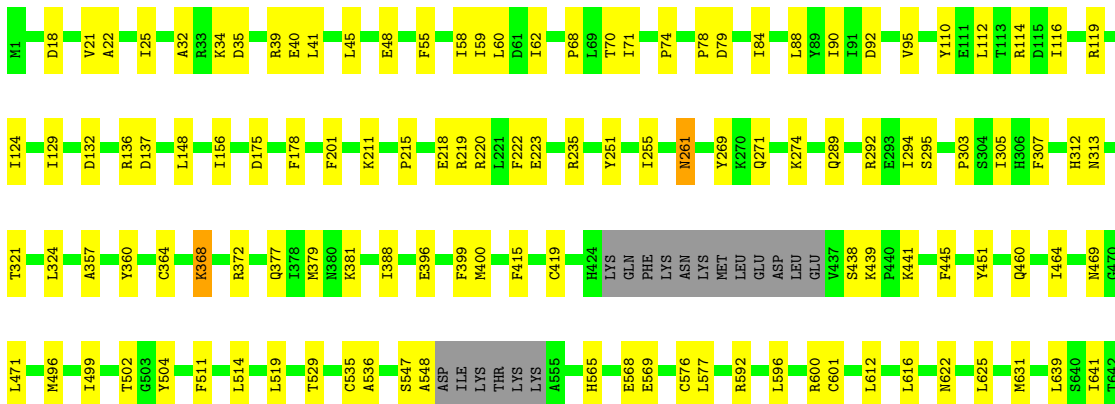 M1 D18 V21 A22 I25 A32 R33 K34 D35 R39 E40 L41 L45 E48 F55 I58 I59 L60 D61 I62 P68 L69 T70 I71 P74 P78 D79 I84 L88 Y89 I90 I91 D92 V95 Y110 E111 L112 T113 R114 D115 I116 R119
I124 I129 D132 R136 D137 L148 I156 D175 F178 F201 K211 P215 E218 R219 R220 L221 F222 E223 R235 Y251 I255 N261 Y269 K270 Q271 K274 Q289 R292 E293 I294 S295 P303 S304 I305 H306 F307 H312 N313
T321 L324 A357 Y360 C364 K368 R372 Q377 I378 M379 N380 K381 I388 E396 F399 M400 F415 C419 H424 LYS GLN PHE LYS ASN LYS MET LEU GLU ASP LEU GLU V437 S438 K439 P440 K441 F445 Y451 Q460 I464 N469 G470
L471 M496 I499 T502 G503 Y504 F511 L514 L519 T529 C535 A536 S547 A548 ASP ILE LYS THR LYS LYS A555 H565 E568 E569 C576 L577 R592 L596 R600 C601 L612 L616 N622 L625 M631 L639 S640 I641 T642